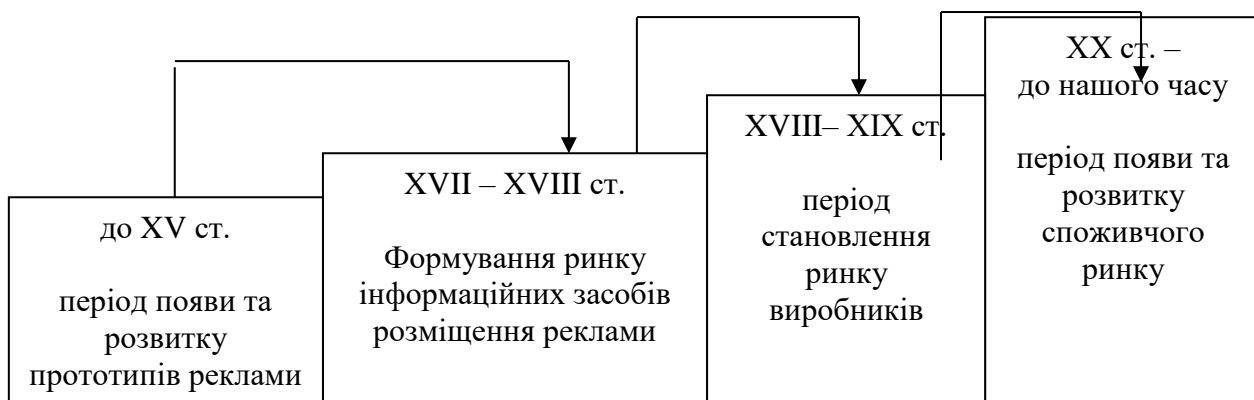 до XV ст.
період появи та
розвитку
прототипів реклами
XVII – XVIII ст.
Формування ринку
інформаційних засобів
розміщення реклами
XVIII– XIX ст.
період
становлення
ринку
виробників
XX ст. –
до нашого часу
період появи та
розвитку
споживчого
ринку